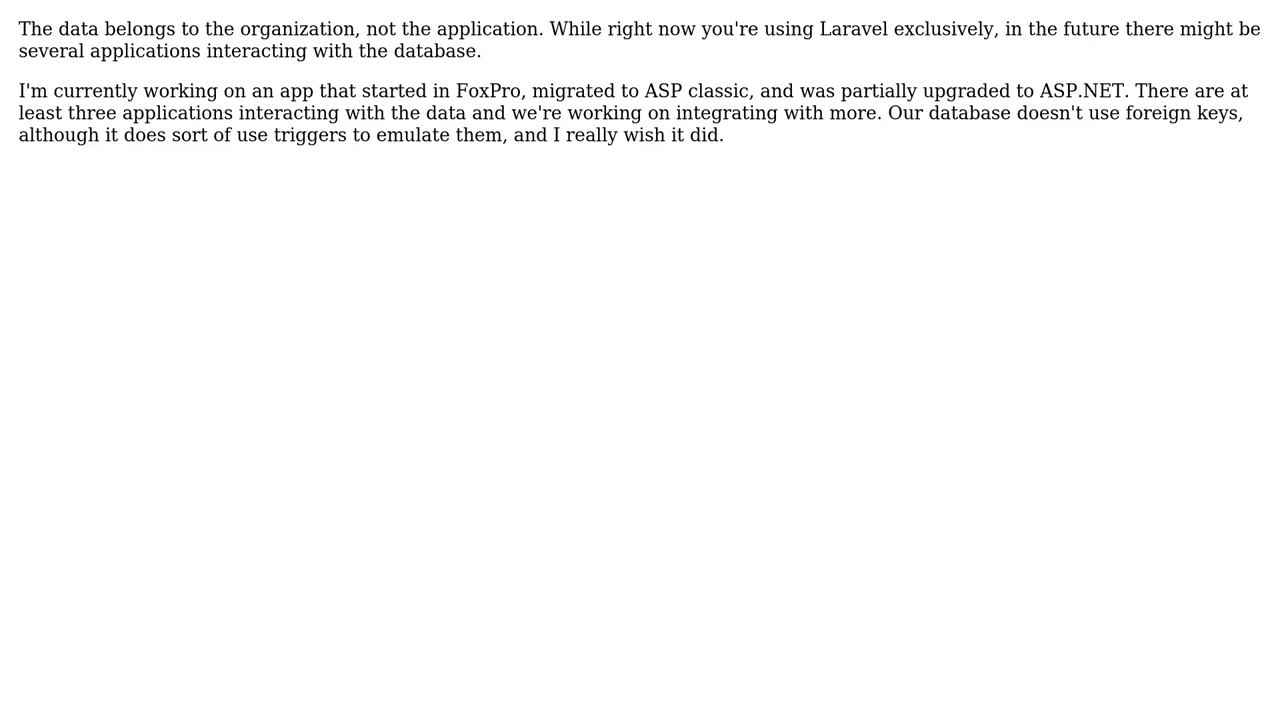 The data belongs to the organization, not the application. While right now you're using Laravel exclusively, in the future there might be
several applications interacting with the database.
I'm currently working on an app that started in FoxPro, migrated to ASP classic, and was partially upgraded to ASP.NET. There are at
least three applications interacting with the data and we're working on integrating with more. Our database doesn't use foreign keys,
although it does sort of use triggers to emulate them, and I really wish it did.